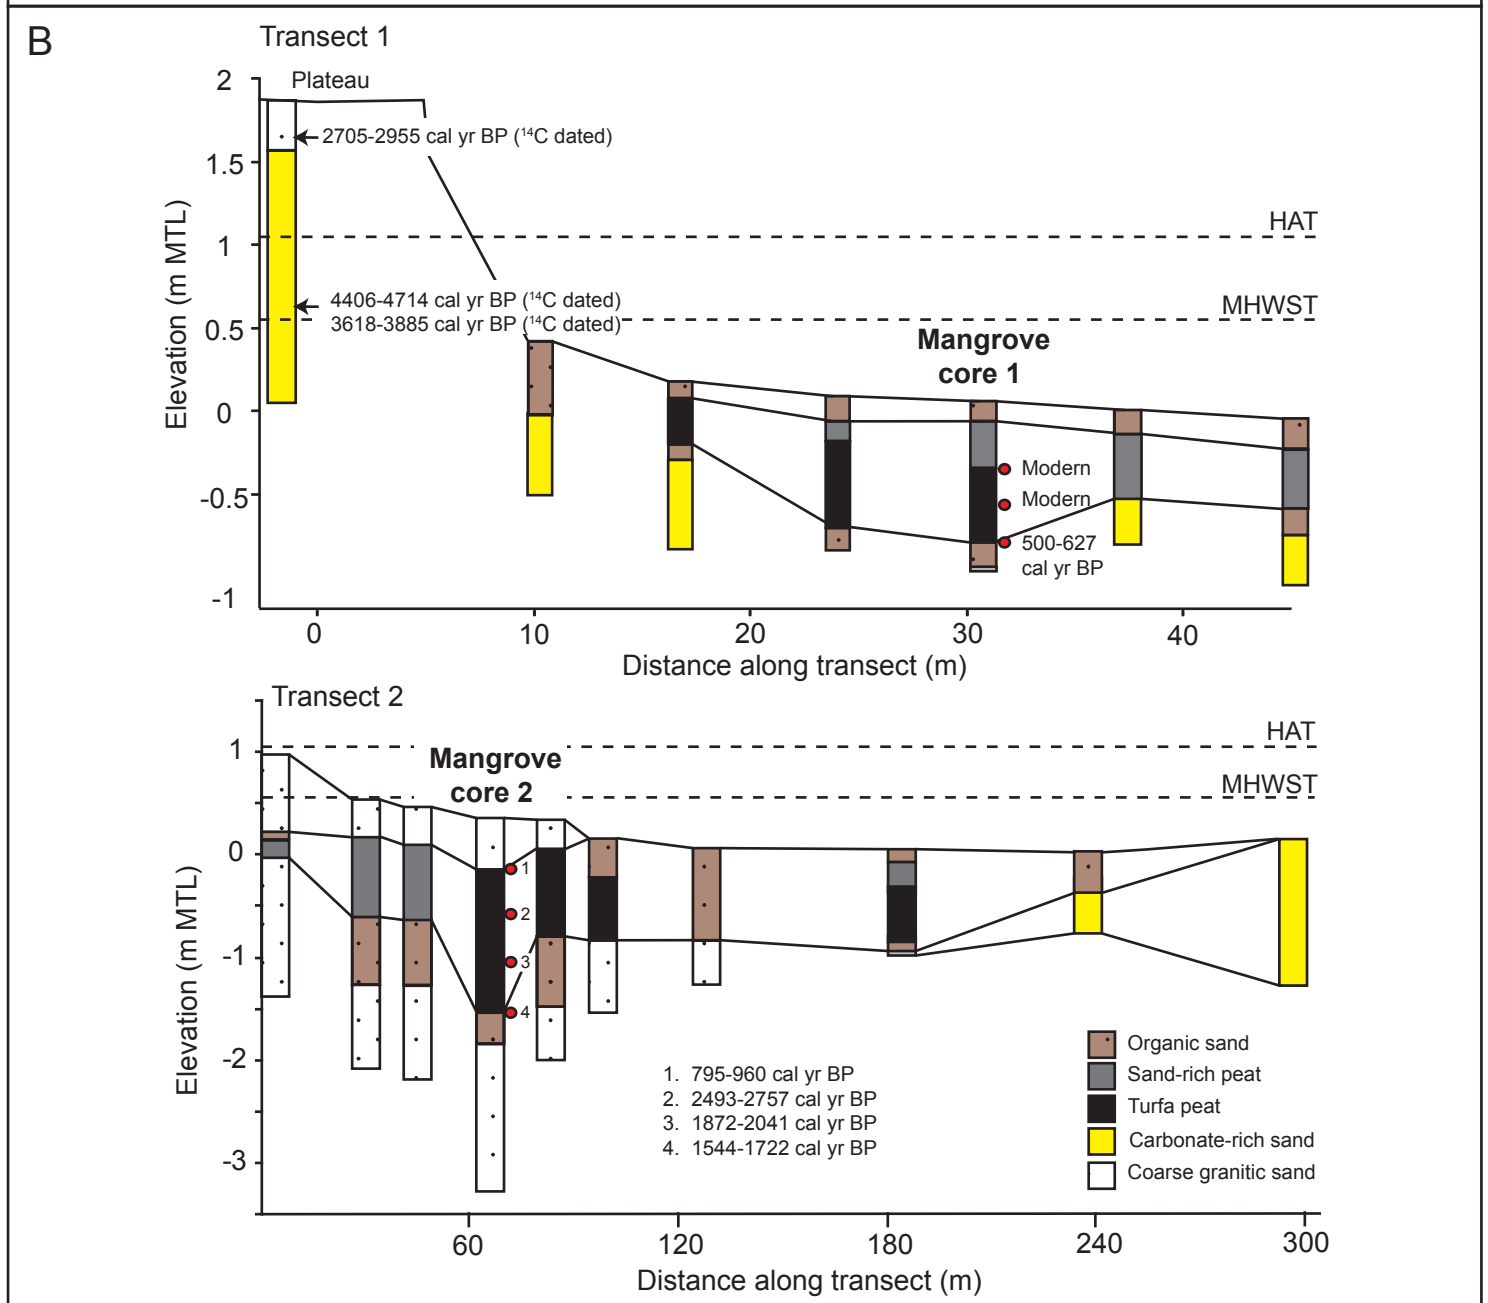 B
Transect 1
Plateau
2
1.5
1
0.5
0
-0.5
-1
Elevation (m MTL)
2705-2955 cal yr BP (¹⁴C dated)
HAT
4406-4714 cal yr BP (¹⁴C dated)
3618-3885 cal yr BP (¹⁴C dated)
MHWST
Mangrove
core 1
Modern
Modern
500-627
cal yr BP
0 10 20 30 40
Distance along transect (m)
Transect 2
1
0
-1
-2
-3
Elevation (m MTL)
HAT
Mangrove
core 2
MHWST
1
2
3
4
1. 795-960 cal yr BP
2. 2493-2757 cal yr BP
3. 1872-2041 cal yr BP
4. 1544-1722 cal yr BP
Organic sand
Sand-rich peat
Turfa peat
Carbonate-rich sand
Coarse granitic sand
60 120 180 240 300
Distance along transect (m)